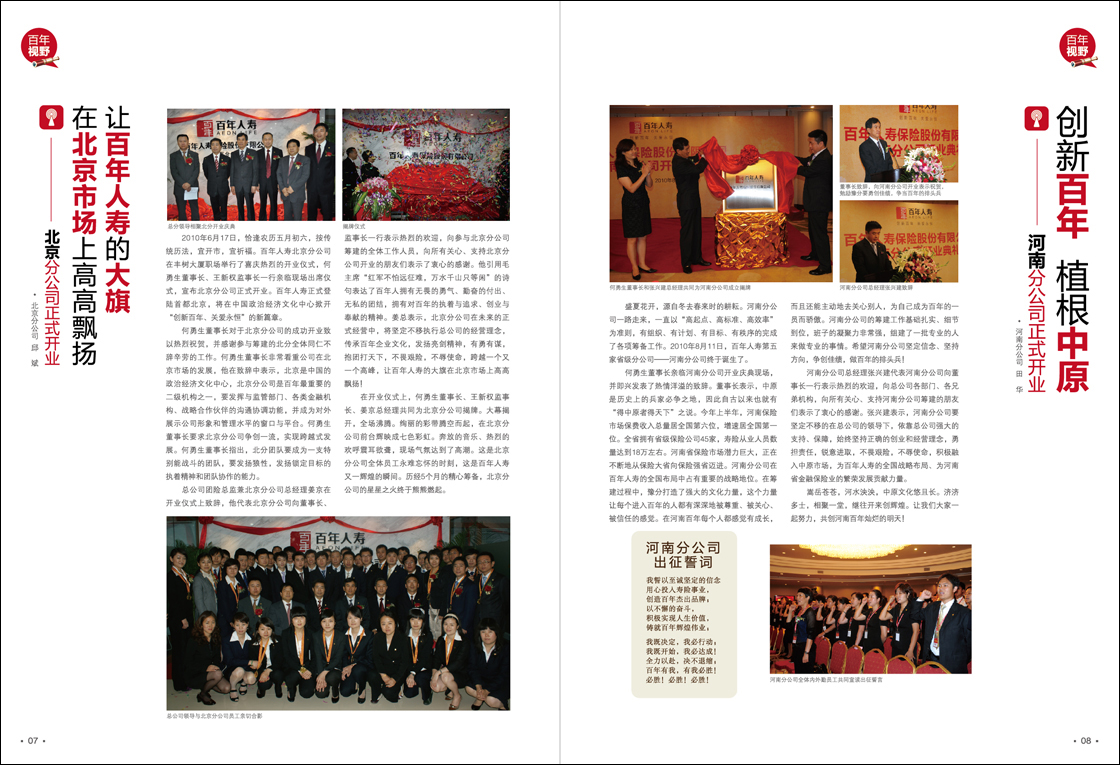 百年
视野
让百年人寿的大旗
在北京市场上高高飘扬
——北京分公司正式开业
•北京分公司 邱 斌
百年人寿
AEON LIFE
总分领导相聚北分开业庆典
百年人寿
揭牌仪式
2010年6月17日，恰逢农历五月初六，按传
统历法，宜开市，宜祈福。百年人寿北京分公司
在丰树大厦职场举行了喜庆热烈的开业仪式，何
勇生董事长、王新权监事长一行亲临现场出席仪
式，宣布北京分公司正式开业。百年人寿正式登
陆首都北京，将在中国政治经济文化中心掀开
“创新百年、关爱永恒”的新篇章。
何勇生董事长对于北京分公司的成功开业致
以热烈祝贺，并感谢参与筹建的北分全体同仁不
辞辛劳的工作。何勇生董事长非常看重公司在北
京市场的发展，他在致辞中表示，北京是中国的
政治经济文化中心，北京分公司是百年最重要的
二级机构之一，要发挥与监管部门、各类金融机
构、战略合作伙伴的沟通协调功能，并成为对外
展示公司形象和管理水平的窗口与平台。何勇生
董事长要求北京分公司争创一流，实现跨越式发
展。何勇生董事长指出，北分团队要成为一支特
别能战斗的团队，要发扬狼性，发扬锁定目标的
执着精神和团队协作的能力。
总公司团险总监兼北京分公司总经理姜京在
开业仪式上致辞，他代表北京分公司向董事长、
监事长一行表示热烈的欢迎，向参与北京分公司
筹建的全体工作人员，向所有关心、支持北京分
公司开业的朋友们表示了衷心的感谢。他引用毛
主席“红军不怕远征难，万水千山只等闲”的诗
句表达了百年人拥有无畏的勇气、勤奋的付出、
无私的团结，拥有对百年的执着与追求、创业与
奉献的精神。姜总表示，北京分公司在未来的正
式经营中，将坚定不移执行总公司的经营理念，
传承百年企业文化，发扬亮剑精神，有勇有谋，
抱团打天下，不畏艰险，不辱使命，跨越一个又
一个高峰，让百年人寿的大旗在北京市场上高高
飘扬！
在开业仪式上，何勇生董事长、王新权监事
长、姜京总经理共同为北京分公司揭牌。大幕揭
开，全场沸腾。绚丽的彩带腾空而起，在北京分
公司前台辉映成七色彩虹。奔放的音乐、热烈的
欢呼震耳欲聋，现场气氛达到了高潮。这是北京
分公司全体员工永难忘怀的时刻，这是百年人寿
又一辉煌的瞬间。历经5个月的精心筹备，北京分
公司的星星之火终于熊熊燃起。
百年人寿
AEON LIFE
总公司领导与北京分公司员工亲切合影
• 07 •
百年
视野
创新百年 植根中原
——河南分公司正式开业
•河南分公司 田 华
百年人寿
何勇生董事长和张兴建总经理共同为河南公司成立揭牌
董事长致辞，向河南分公司开业表示祝贺，
勉励豫分要勇创佳绩，争当百年的排头兵
河南分公司总经理张兴建致辞
盛夏花开，源自冬去春来时的耕耘。河南分公
司一路走来，一直以“高起点、高标准、高效率”
为准则，有组织、有计划、有目标、有秩序的完成
了各项筹备工作。2010年8月11日，百年人寿第五
家省级分公司——河南分公司终于诞生了。
何勇生董事长亲临河南分公司开业庆典现场，
并即兴发表了热情洋溢的致辞。董事长表示，中原
是历史上的兵家必争之地，因此自古以来也就有
“得中原者得天下”之说。今年上半年，河南保险
市场保费收入总量居全国第六位，增速居全国第一
位。全省拥有省级保险公司45家，寿险从业人员数
量达到18万左右。河南省保险市场潜力巨大，正在
不断地从保险大省向保险强省迈进。河南分公司在
百年人寿的全国布局中占有重要的战略地位。在筹
建过程中，豫分打造了强大的文化力量，这个力量
让每个进入百年的人都有深深地被尊重、被关心、
被信任的感觉。在河南百年每个人都感觉有成长，
而且还能主动地去关心别人，为自己成为百年的一
员而骄傲。河南分公司的筹建工作基础扎实、细节
到位，班子的凝聚力非常强，组建了一批专业的人
来做专业的事情。希望河南分公司坚定信念、坚持
方向，争创佳绩，做百年的排头兵！
河南分公司总经理张兴建代表河南分公司向董
事长一行表示热烈的欢迎，向总公司各部门、各兄
弟机构，向所有关心、支持河南分公司筹建的朋友
们表示了衷心的感谢。张兴建表示，河南分公司要
坚定不移的在总公司的领导下，依靠总公司强大的
支持、保障，始终坚持正确的创业和经营理念，勇
担责任，锐意进取，不畏艰险，不辱使命，积极融
入中原市场，为百年人寿的全国战略布局、为河南
省金融保险业的繁荣发展贡献力量。
嵩岳苍苍，河水泱泱，中原文化悠且长。济济
多士，相聚一堂，继往开来创辉煌。让我们大家一
起努力，共创河南百年灿烂的明天！
河南分公司
出征誓词
我誓以至诚坚定的信念
用心投入寿险事业，
创造百年杰出品牌；
以不懈的奋斗，
积极实现人生价值，
铸就百年辉煌伟业；
我既决定，我必行动；
我既开始，我必达成！
全力以赴，决不退缩；
百年有我，有我必胜！
必胜！必胜！必胜！
河南分公司全体内外勤员工共同宣读出征誓言
• 08 •